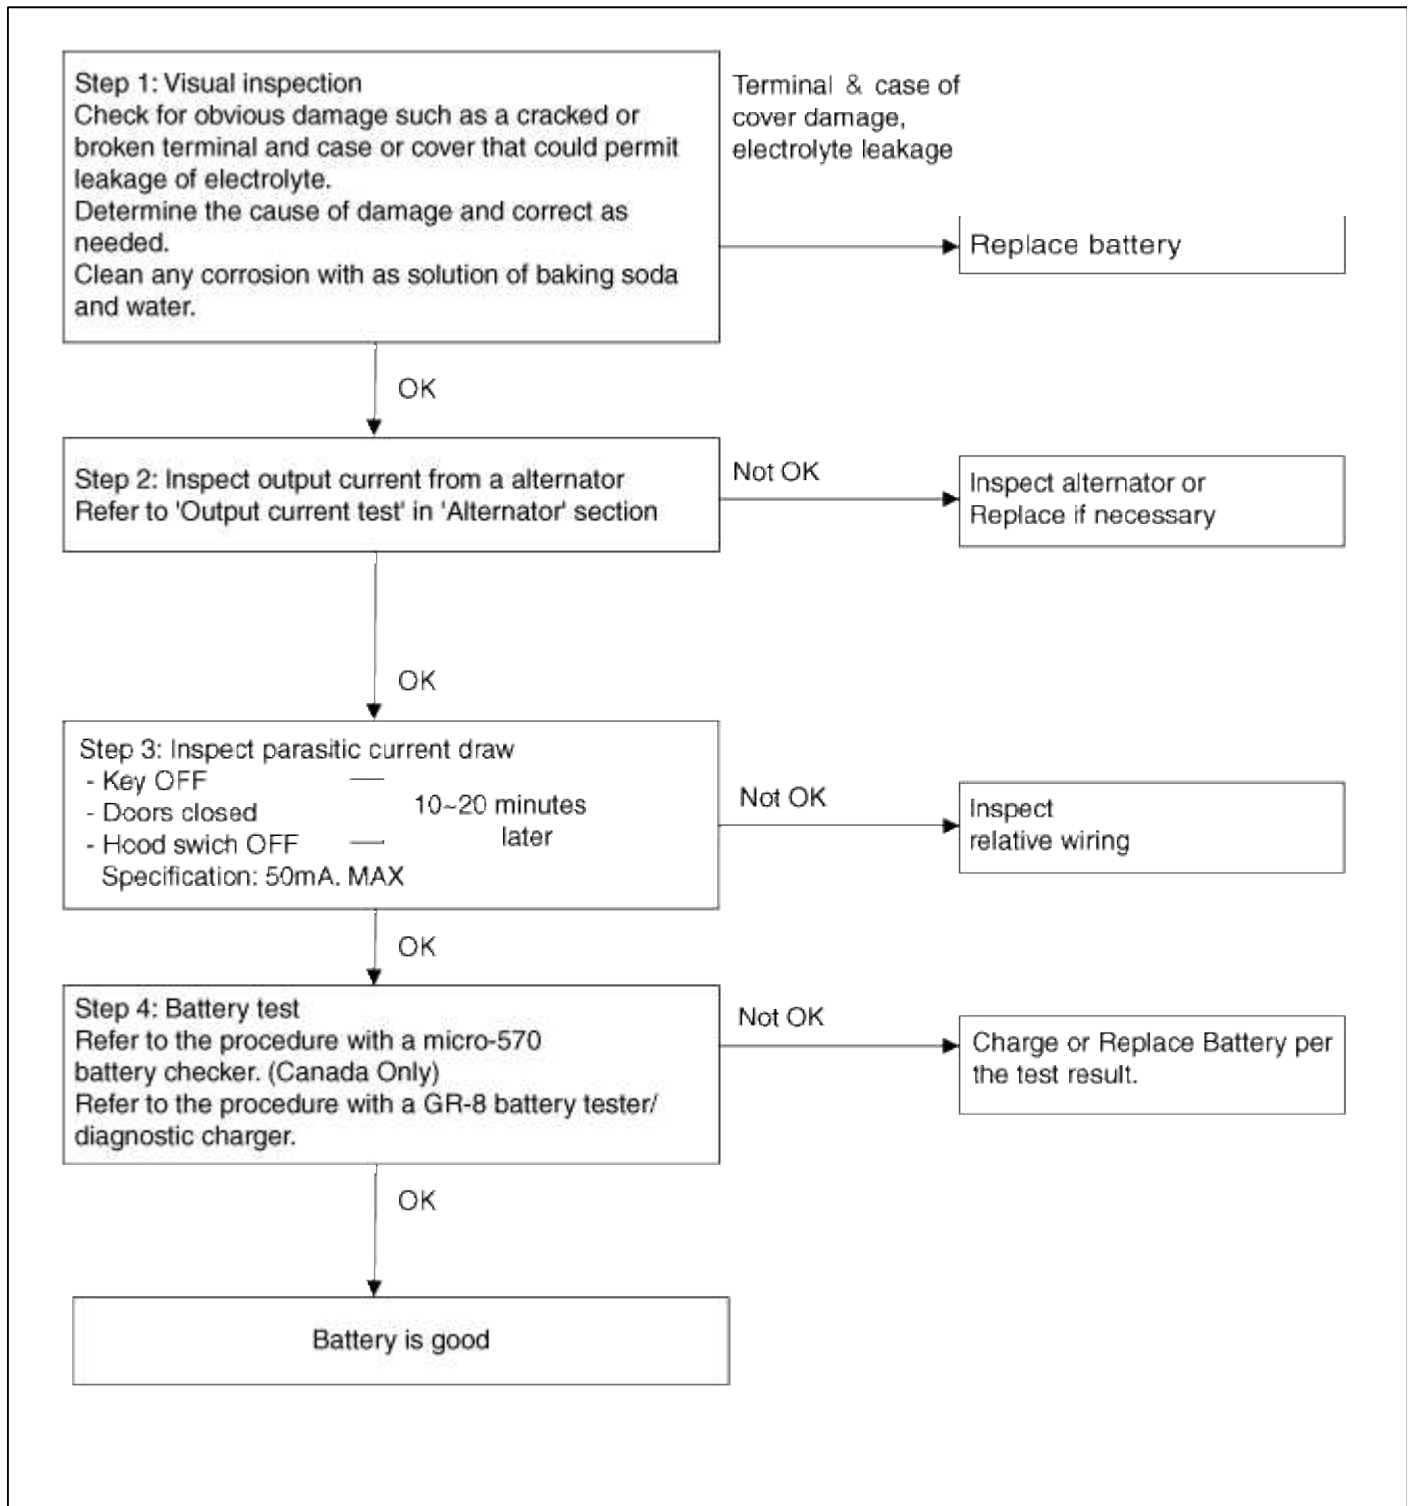 Step 1: Visual inspection
Check for obvious damage such as a cracked or
broken terminal and case or cover that could permit
leakage of electrolyte.
Determine the cause of damage and correct as
needed.
Clean any corrosion with as solution of baking soda
and water.
Terminal & case of
cover damage,
electrolyte leakage
Replace battery
OK
Step 2: Inspect output current from a alternator
Refer to 'Output current test' in 'Alternator' section
Not OK
Inspect alternator or
Replace if necessary
OK
Step 3: Inspect parasitic current draw
- Key OFF
- Doors closed
- Hood swich OFF
10~20 minutes
later
Specification: 50mA. MAX
Not OK
Inspect
relative wiring
OK
Step 4: Battery test
Refer to the procedure with a micro-570
battery checker. (Canada Only)
Refer to the procedure with a GR-8 battery tester/
diagnostic charger.
Not OK
Charge or Replace Battery per
the test result.
OK
Battery is good